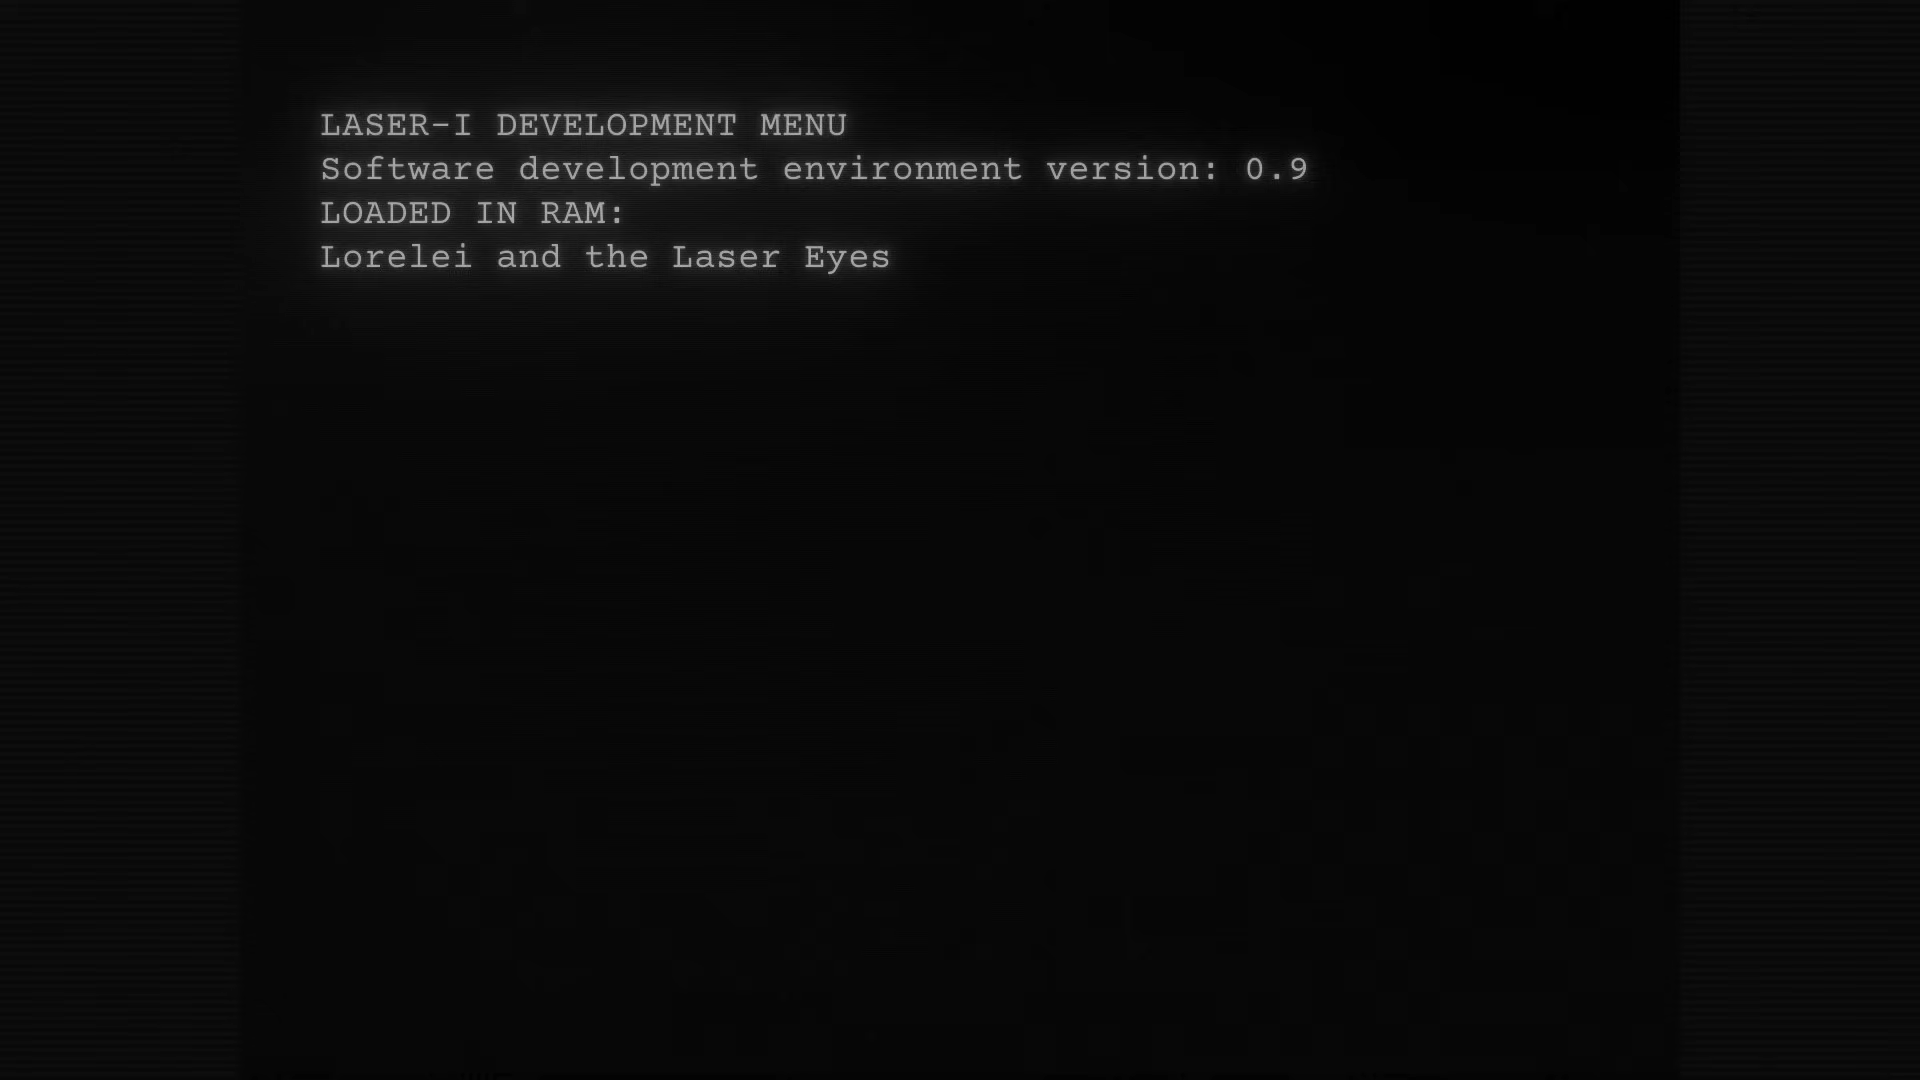 LASER-I DEVELOPMENT MENU
Software development environment version: 0.9
LOADED IN RAM:
Lorelei and the Laser Eyes